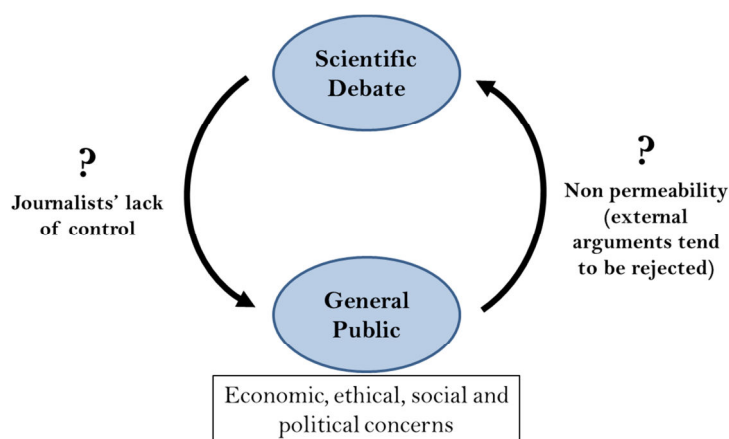 Scientific
Debate
?
Journalists' lack
of control
?
Non permeability
(external
arguments tend
to be rejected)
General
Public
Economic, ethical, social and
political concerns